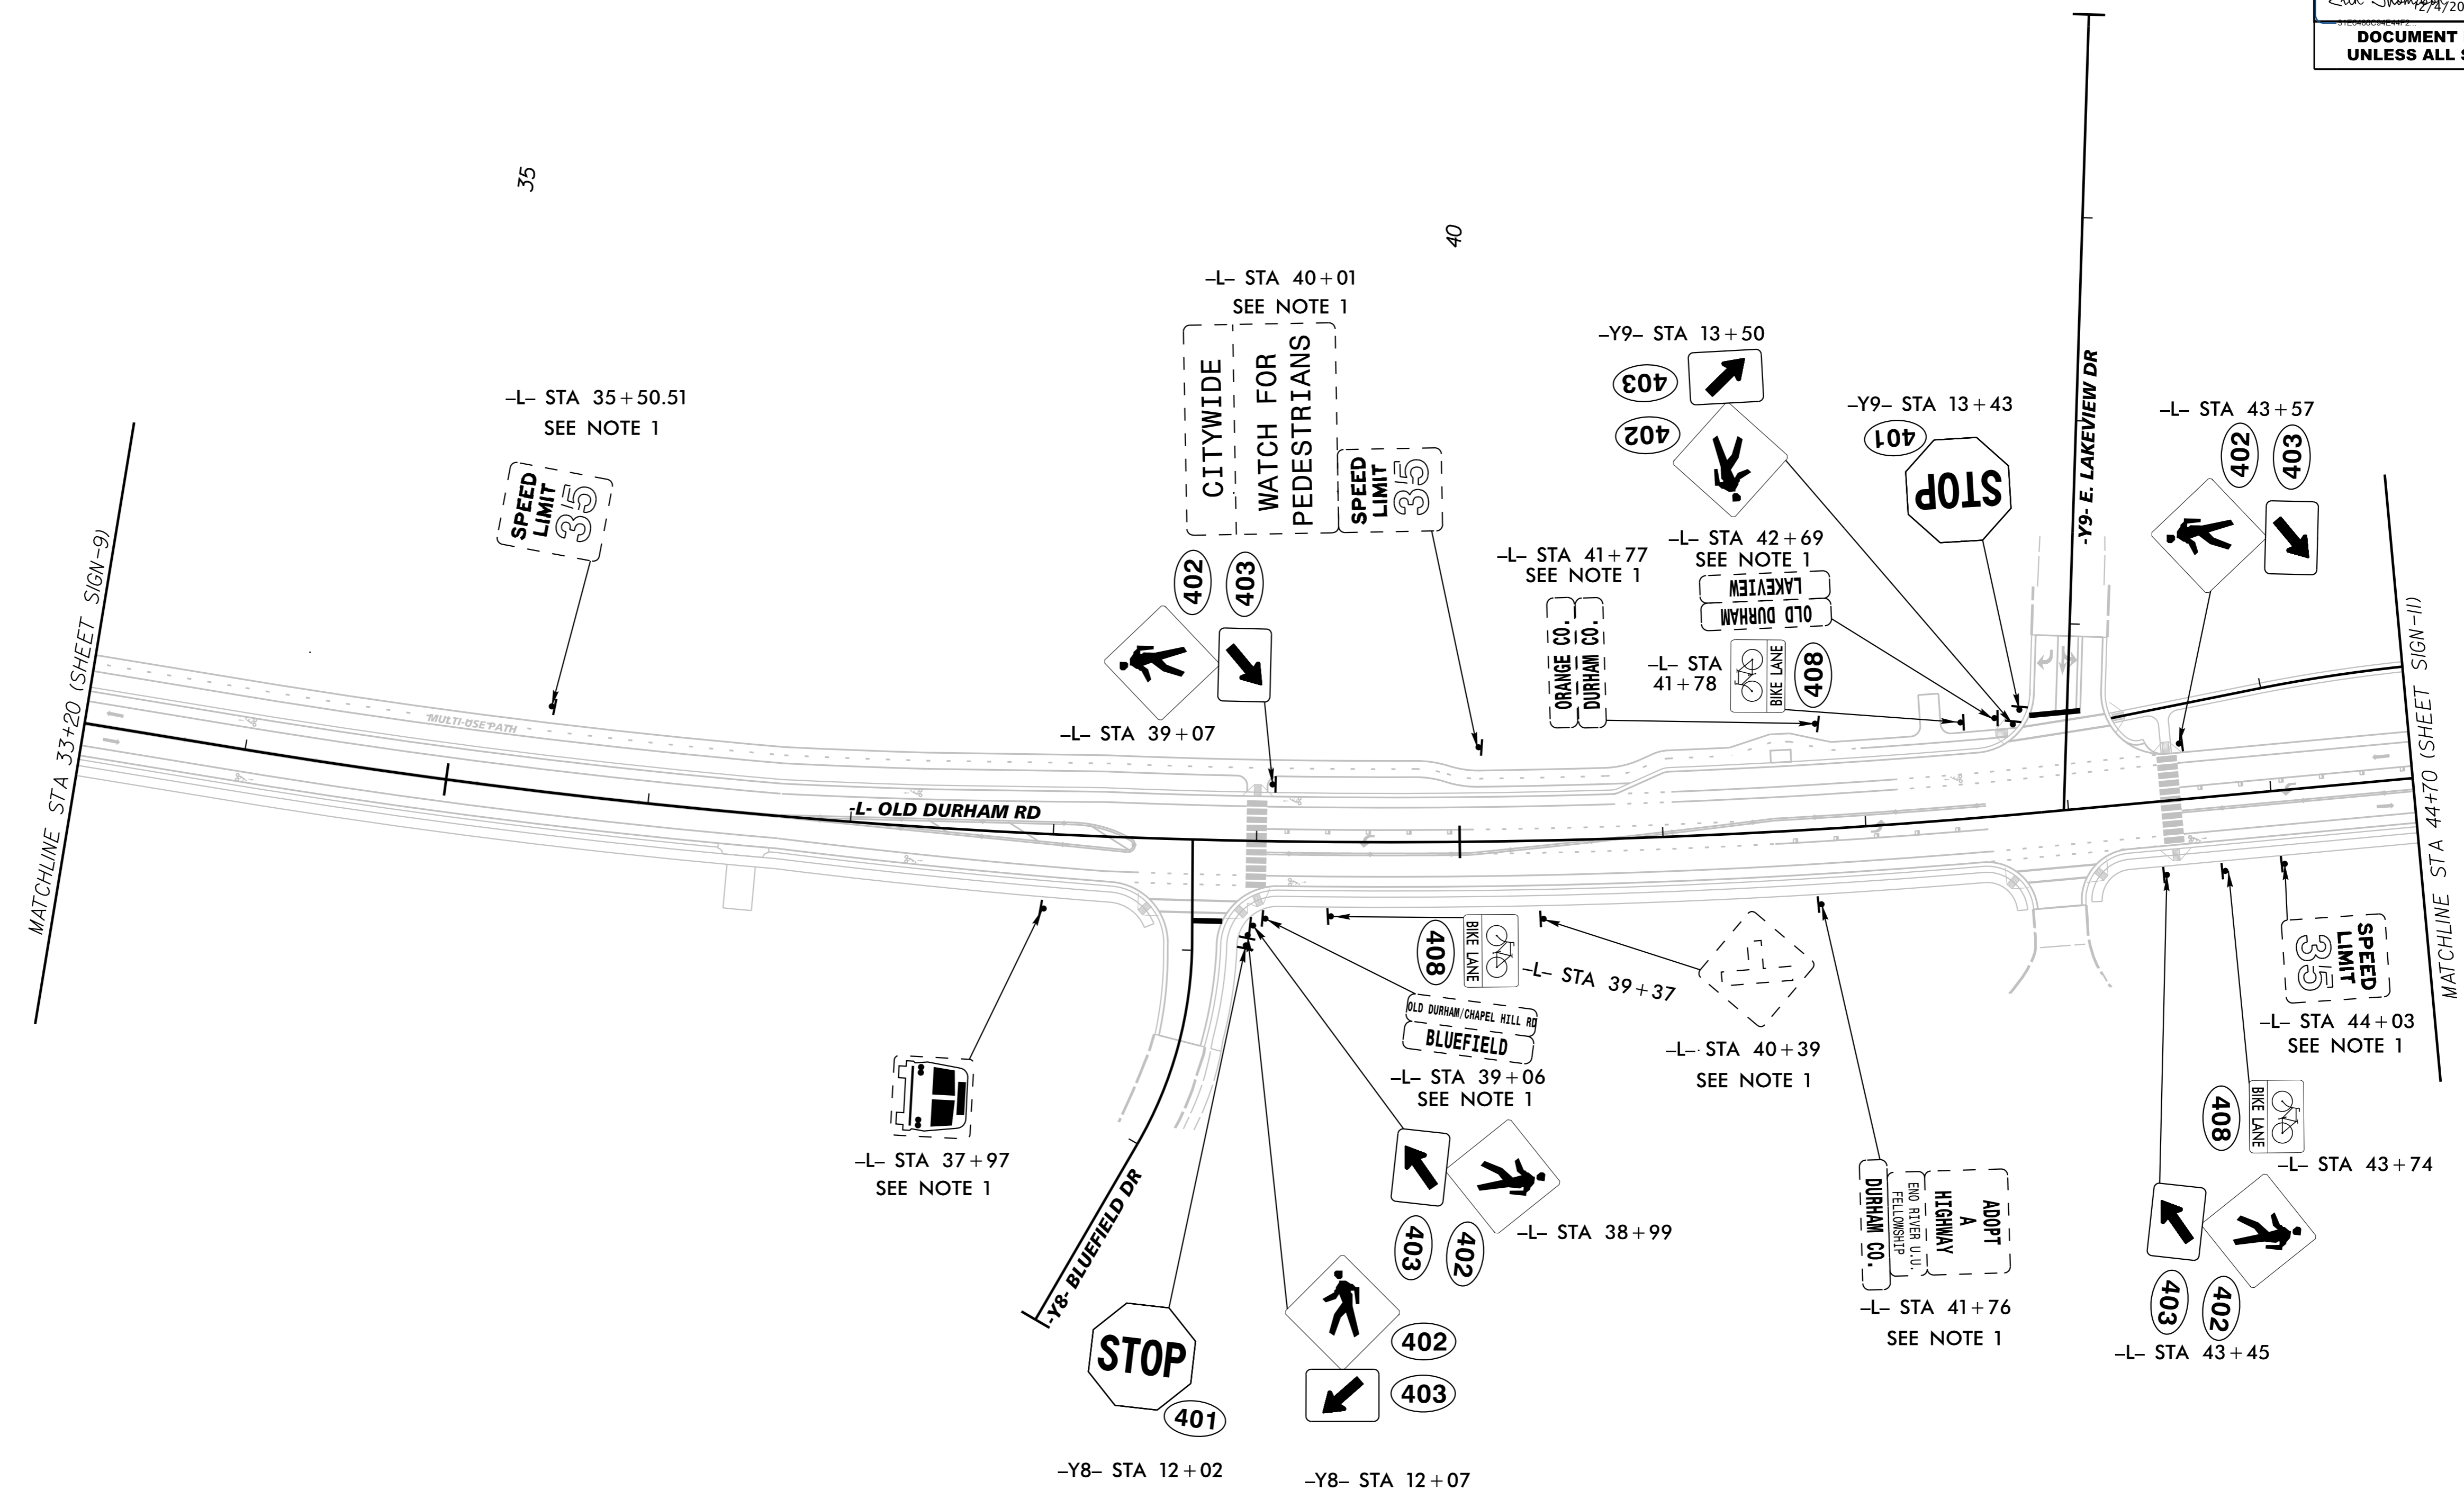 2/4/20
31E0480C94E44F2...
DOCUMENT
UNLESS ALL S
35
40
–L– STA 35+50.51
SEE NOTE 1
SPEED
LIMIT
35
–L– STA 40+01
SEE NOTE 1
CITYWIDE
WATCH FOR
PEDESTRIANS
SPEED
LIMIT
35
402
403
–L– STA 39+07
–Y9– STA 13+50
403
402
–Y9– STA 13+43
401
STOP
–L– STA 42+69
SEE NOTE 1
LAKEVIEW
OLD DURHAM
–L– STA 41+77
SEE NOTE 1
ORANGE CO.
DURHAM CO.
–L– STA
41+78
BIKE LANE
408
-Y9- E. LAKEVIEW DR
–L– STA 43+57
402
403
MATCHLINE STA 33+20 (SHEET SIGN-9)
MULTI-USE PATH
-L- OLD DURHAM RD
MATCHLINE STA 44+70 (SHEET SIGN-11)
–L– STA 37+97
SEE NOTE 1
-Y8- BLUEFIELD DR
STOP
401
–Y8– STA 12+02
402
403
–Y8– STA 12+07
408
BIKE LANE
–L– STA 39+37
OLD DURHAM/CHAPEL HILL RD
BLUEFIELD
–L– STA 39+06
SEE NOTE 1
403
402
–L– STA 38+99
–L– STA 40+39
SEE NOTE 1
ADOPT
A
HIGHWAY
ENO RIVER U.U.
FELLOWSHIP
DURHAM CO.
–L– STA 41+76
SEE NOTE 1
SPEED
LIMIT
35
–L– STA 44+03
SEE NOTE 1
408
BIKE LANE
–L– STA 43+74
403
402
–L– STA 43+45